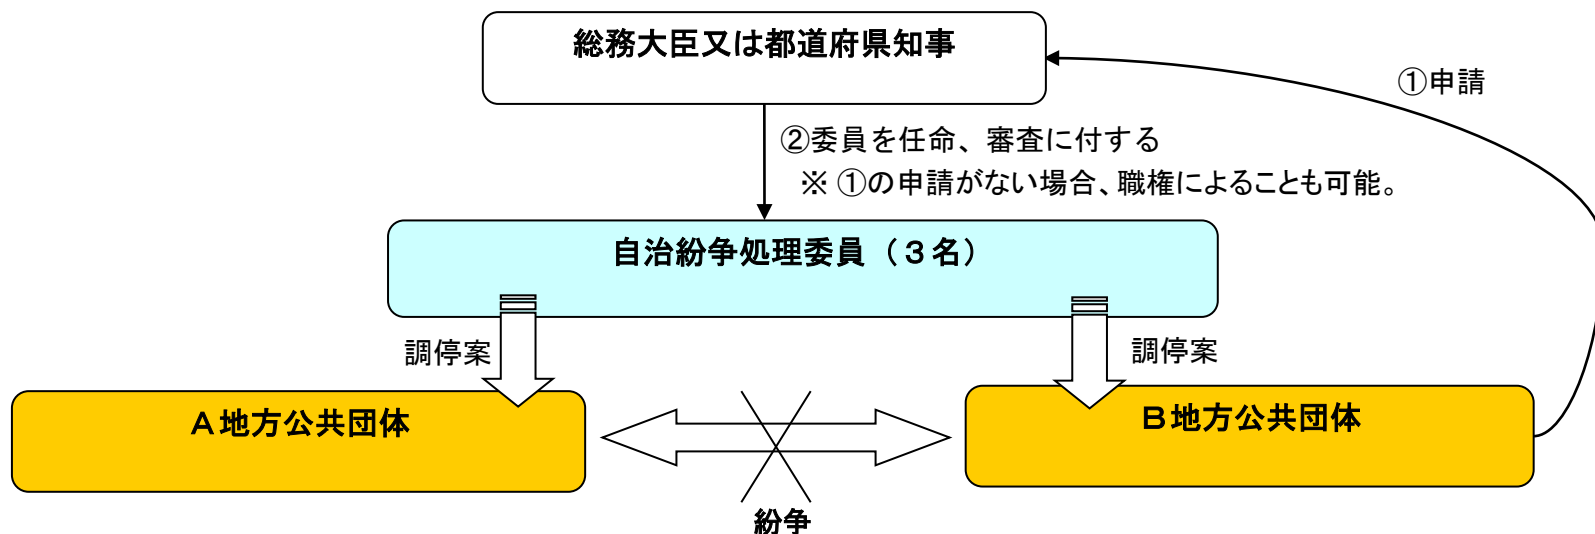 総務大臣又は都道府県知事
①申請
②委員を任命、審査に付する
※ ①の申請がない場合、職権によることも可能。
自治紛争処理委員（３名）
調停案
調停案
Ａ地方公共団体
Ｂ地方公共団体
紛争